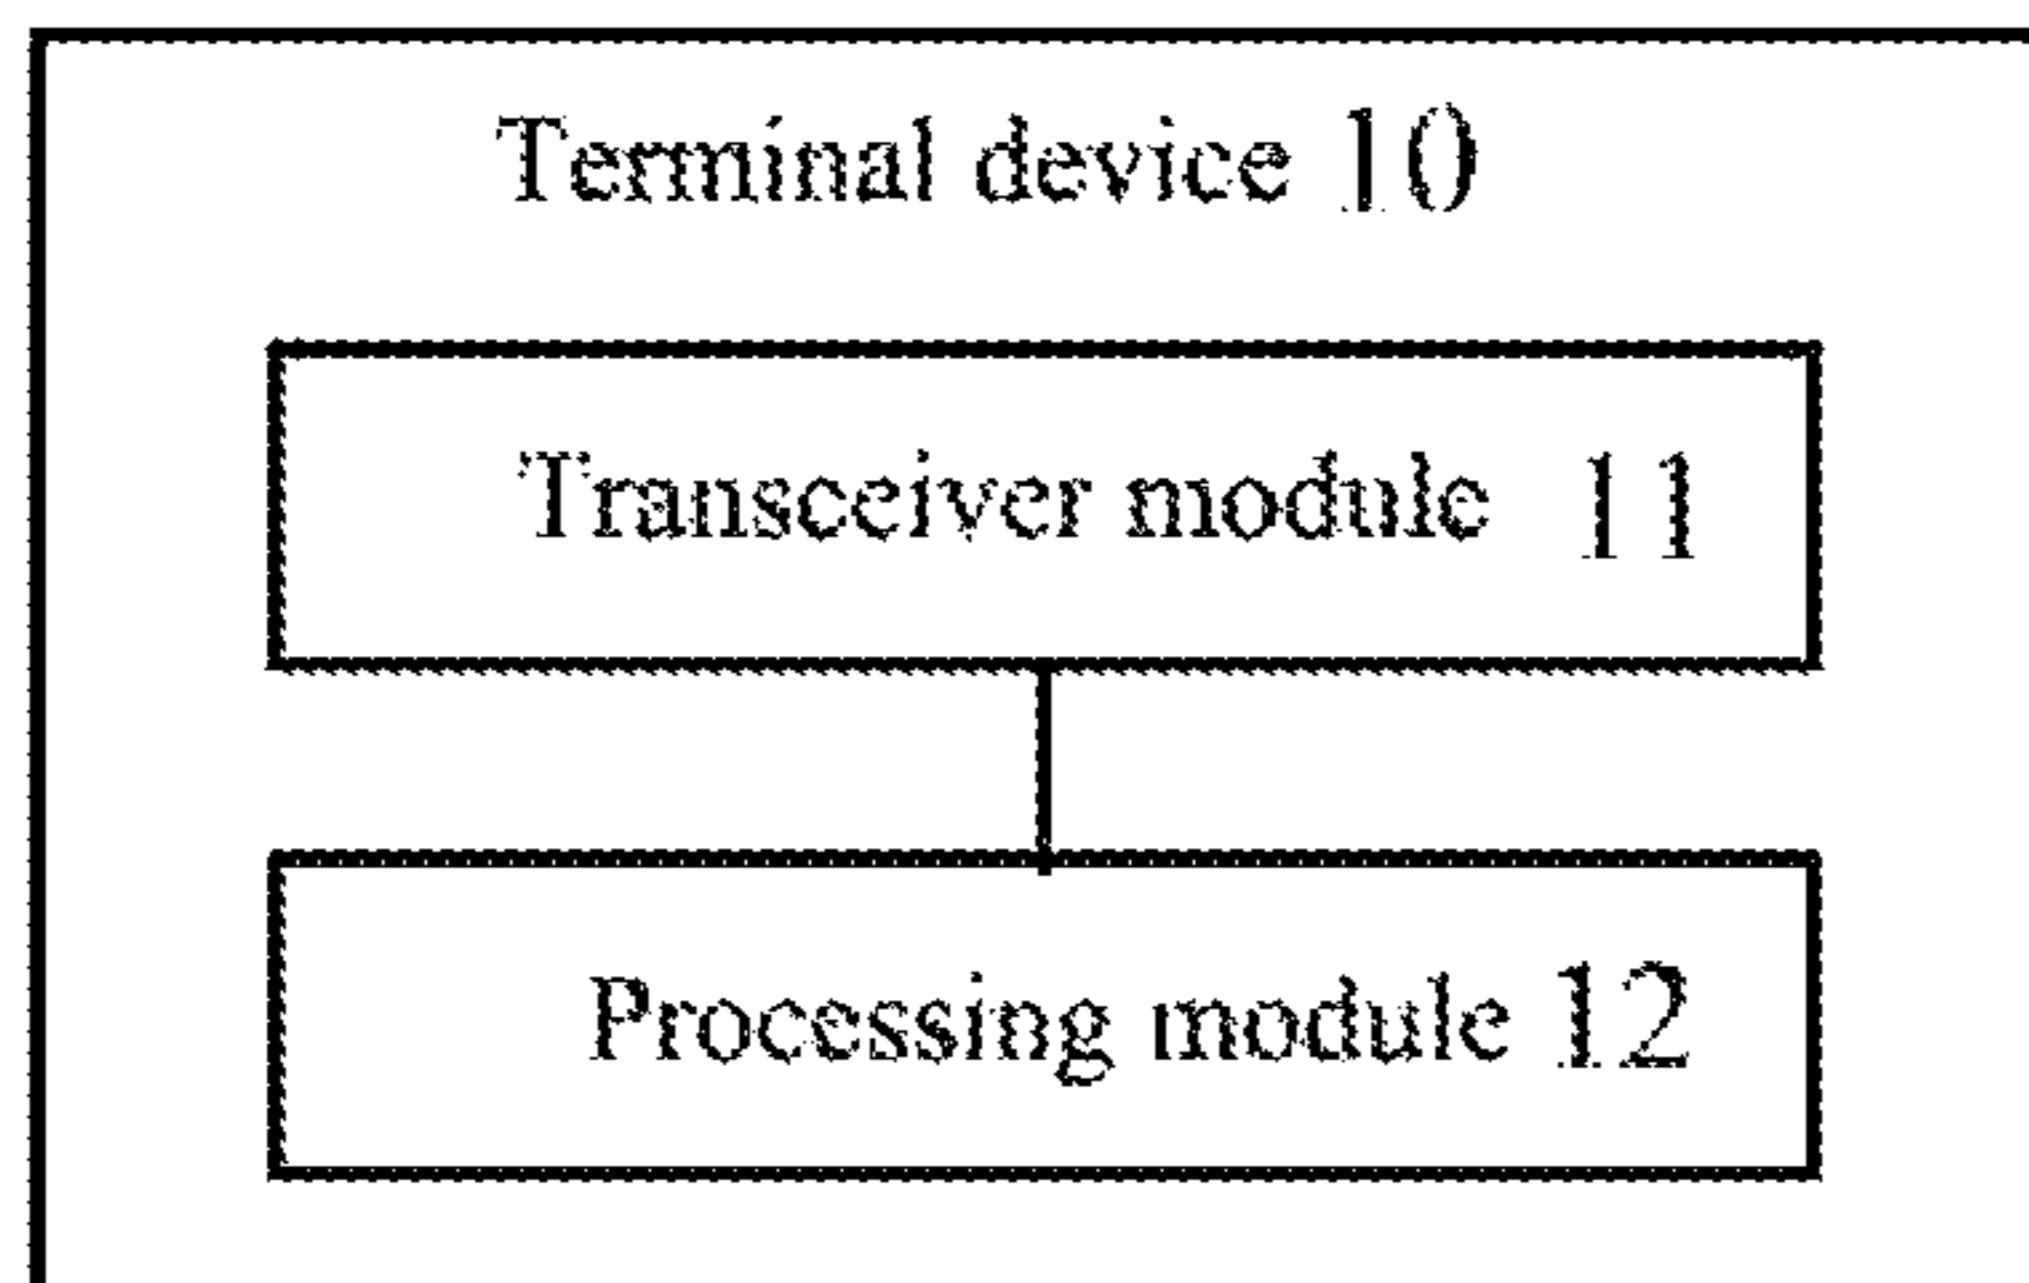 Terminal device 10
Transceiver module 11
Processing module 12